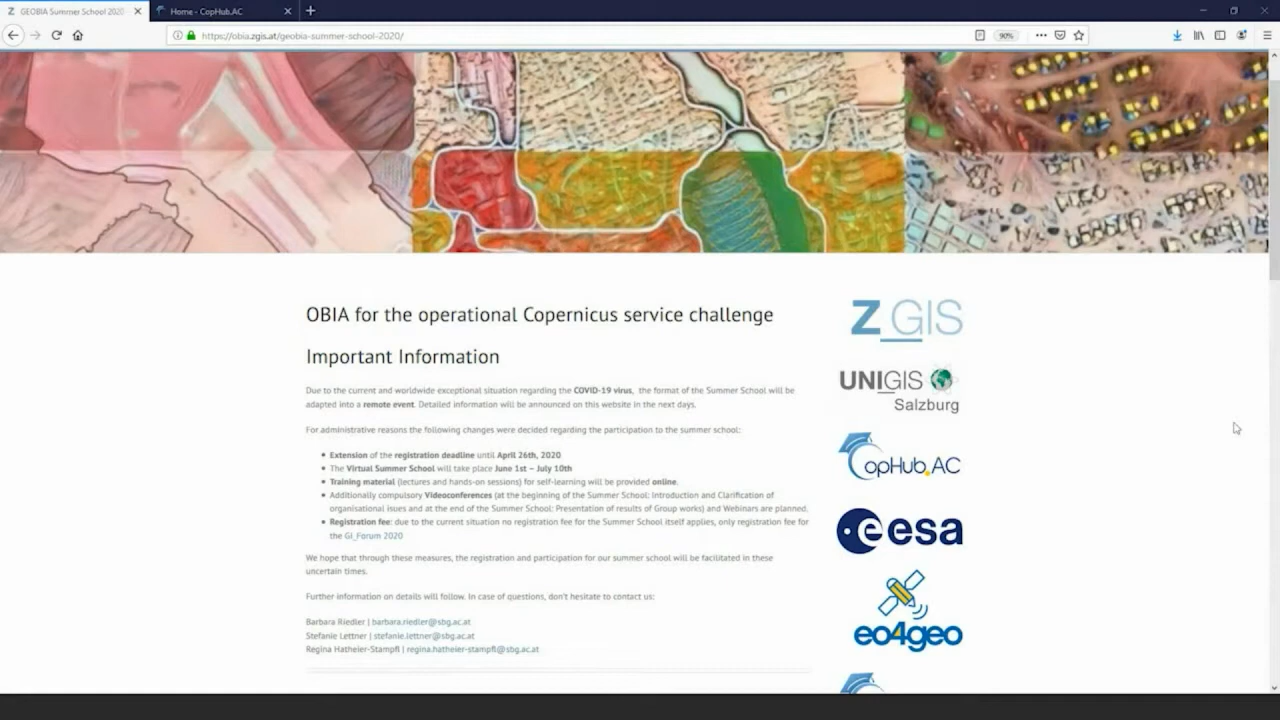 GEOBIA Summer School 2020
Home - CopHub.AC
https://obia.zgis.at/geobia-summer-school-2020/
90%
OBIA for the operational Copernicus service challenge
Important Information
Due to the current and worldwide exceptional situation regarding the COVID-19 virus, the format of the Summer School will be
adapted into a remote event. Detailed information will be announced on this website in the next days.
For administrative reasons the following changes were decided regarding the participation to the summer school:
Extension of the registration deadline until April 26th, 2020
The Virtual Summer School will take place June 1st – July 10th
Training material (lectures and hands-on sessions) for self-learning will be provided online.
Additionally compulsory Videoconferences (at the beginning of the Summer School: Introduction and Clarification of
organisational isues and at the end of the Summer School: Presentation of results of Group works) and Webinars are planned.
Registration fee: due to the current situation no registration fee for the Summer School itself applies, only registration fee for
the GI_Forum 2020
We hope that through these measures, the registration and participation for our summer school will be facilitated in these
uncertain times.
Further information on details will follow. In case of questions, don't hesitate to contact us:
Barbara Riedler | barbara.riedler@sbg.ac.at
Stefanie Lettner | stefanie.lettner@sbg.ac.at
Regina Hatheier-Stampfl | regina.hatheier-stampfl@sbg.ac.at
Z_GIS
UNIGIS
Salzburg
CopHub.AC
esa
eo4geo